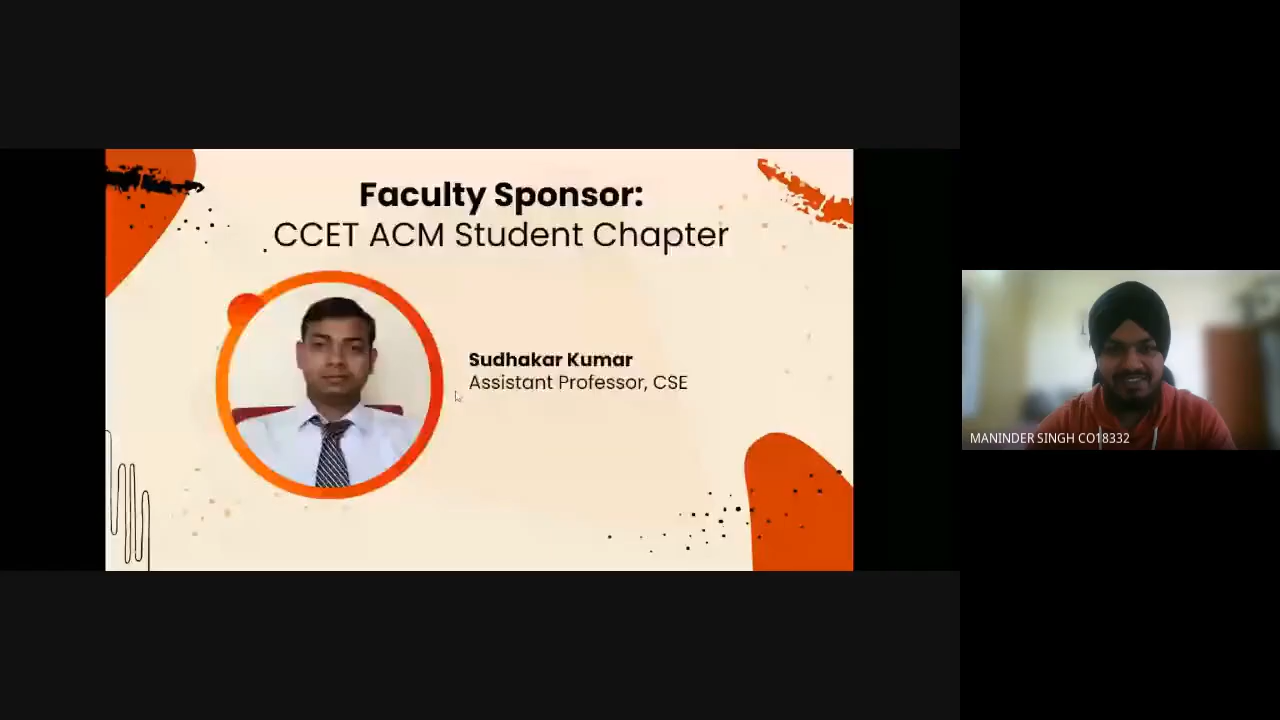 Faculty Sponsor:
CCET ACM Student Chapter
Sudhakar Kumar
Assistant Professor, CSE
MANINDER SINGH CO18332